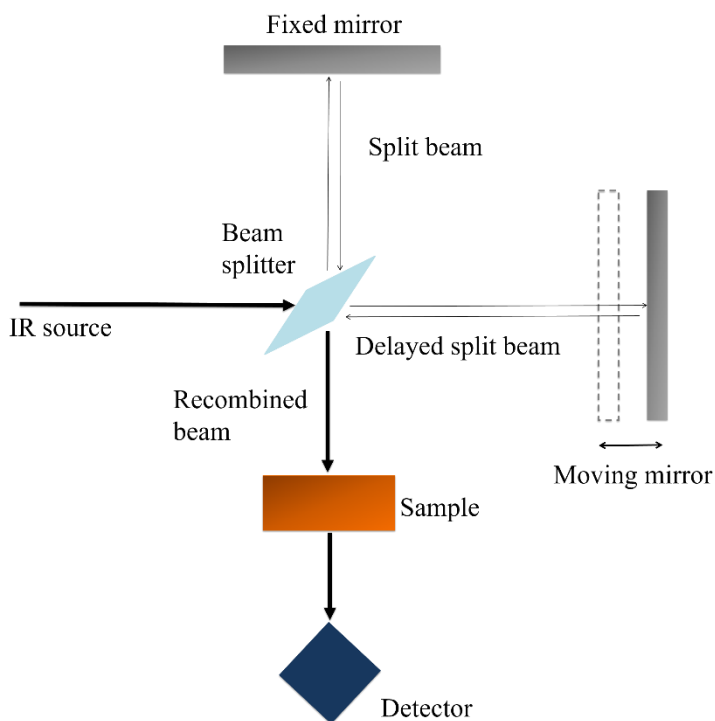 Fixed mirror
Split beam
Beam
splitter
IR source
Delayed split beam
Recombined
beam
Moving mirror
Sample
Detector